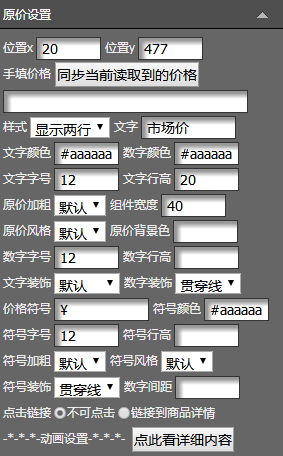 原价设置
位置x 20 位置y 477
手填价格 同步当前读取到的价格
样式 显示两行 文字 市场价
文字颜色 #aaaaaa 数字颜色 #aaaaaa
文字字号 12 文字行高 20
原价加粗 默认 组件宽度 40
原价风格 默认 原价背景色
数字字号 12 数字行高
文字装饰 默认 数字装饰 贯穿线
价格符号 ¥ 符号颜色 #aaaaaa
符号字号 12 符号行高
符号加粗 默认 符号风格 默认
符号装饰 贯穿线 数字间距
点击链接 不可点击 链接到商品详情
-*-*-*-动画设置-*-*-*- 点此看详细内容